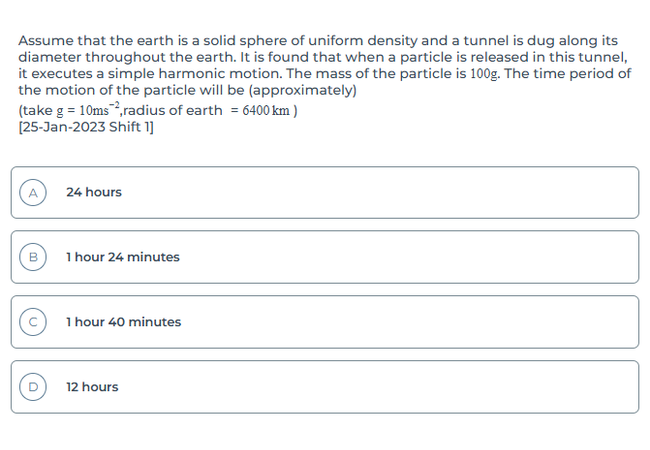 Assume that the earth is a solid sphere of uniform density and a tunnel is dug along its
diameter throughout the earth. It is found that when a particle is released in this tunnel,
it executes a simple harmonic motion. The mass of the particle is 100g. The time period of
the motion of the particle will be (approximately)
(take g = 10ms⁻²,radius of earth = 6400 km )
[25-Jan-2023 Shift 1]
A 24 hours
B 1 hour 24 minutes
C 1 hour 40 minutes
D 12 hours